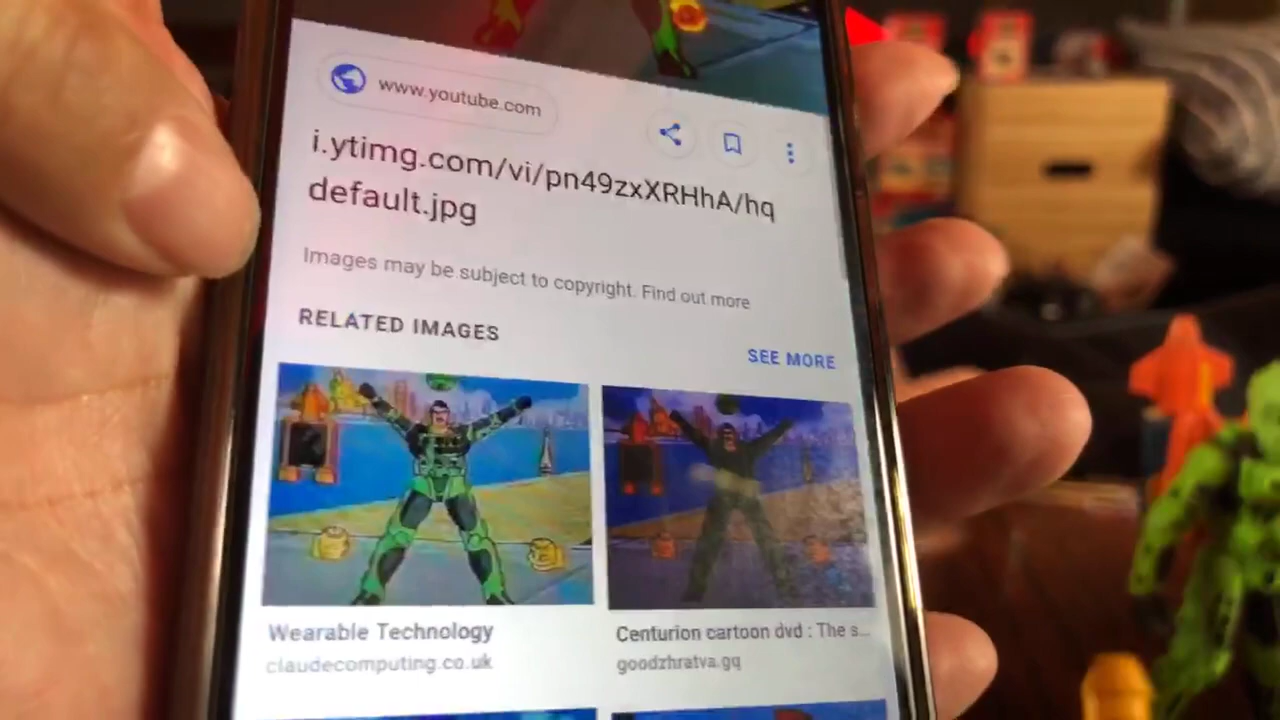 www.youtube.com
i.ytimg.com/vi/pn49zxXRHhA/hq
default.jpg
Images may be subject to copyright. Find out more
RELATED IMAGES
SEE MORE
Wearable Technology
claudecomputing.co.uk
Centurion cartoon dvd : The s...
goodzhratva.gq